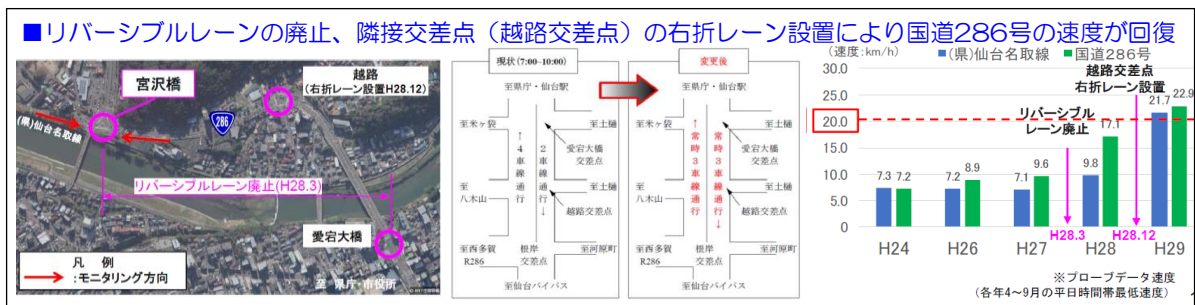 ■リバーシブルレーンの廃止、隣接交差点（越路交差点）の右折レーン設置により国道286号の速度が回復
宮沢橋
越路
(右折レーン設置H28.12)
286
(県)仙台名取線
リバーシブルレーン廃止(H28.3)
愛宕大橋
凡 例
:モニタリング方向
至 県庁・市役所
現状(7:00-10:00)
至県庁・仙台駅
至米ヶ袋
至土樋
愛宕大橋
交差点
↑4車線通行
2車線通行↓
至
八木山
至土樋
越路交差点
至西多賀
R286
根岸
交差点
至河原町
至仙台バイパス
変更後
至県庁・仙台駅
至米ヶ袋
至土樋
愛宕大橋
交差点
↑常時3車線通行
常時3車線通行↓
至
八木山
至土樋
越路交差点
至西多賀
R286
根岸
交差点
至河原町
至仙台バイパス
(速度:km/h)
■(県)仙台名取線 ■国道286号
30.0
25.0
20.0
15.0
10.0
5.0
0
越路交差点
右折レーン設置
リバーシブル
レーン廃止
7.3 7.2
7.2 8.9
7.1 9.6
9.8 17.1
21.7 22.9
H28.3 H28.12
H24 H26 H27 H28 H29
※プローブデータ速度
(各年4～9月の平日時間帯最低速度)